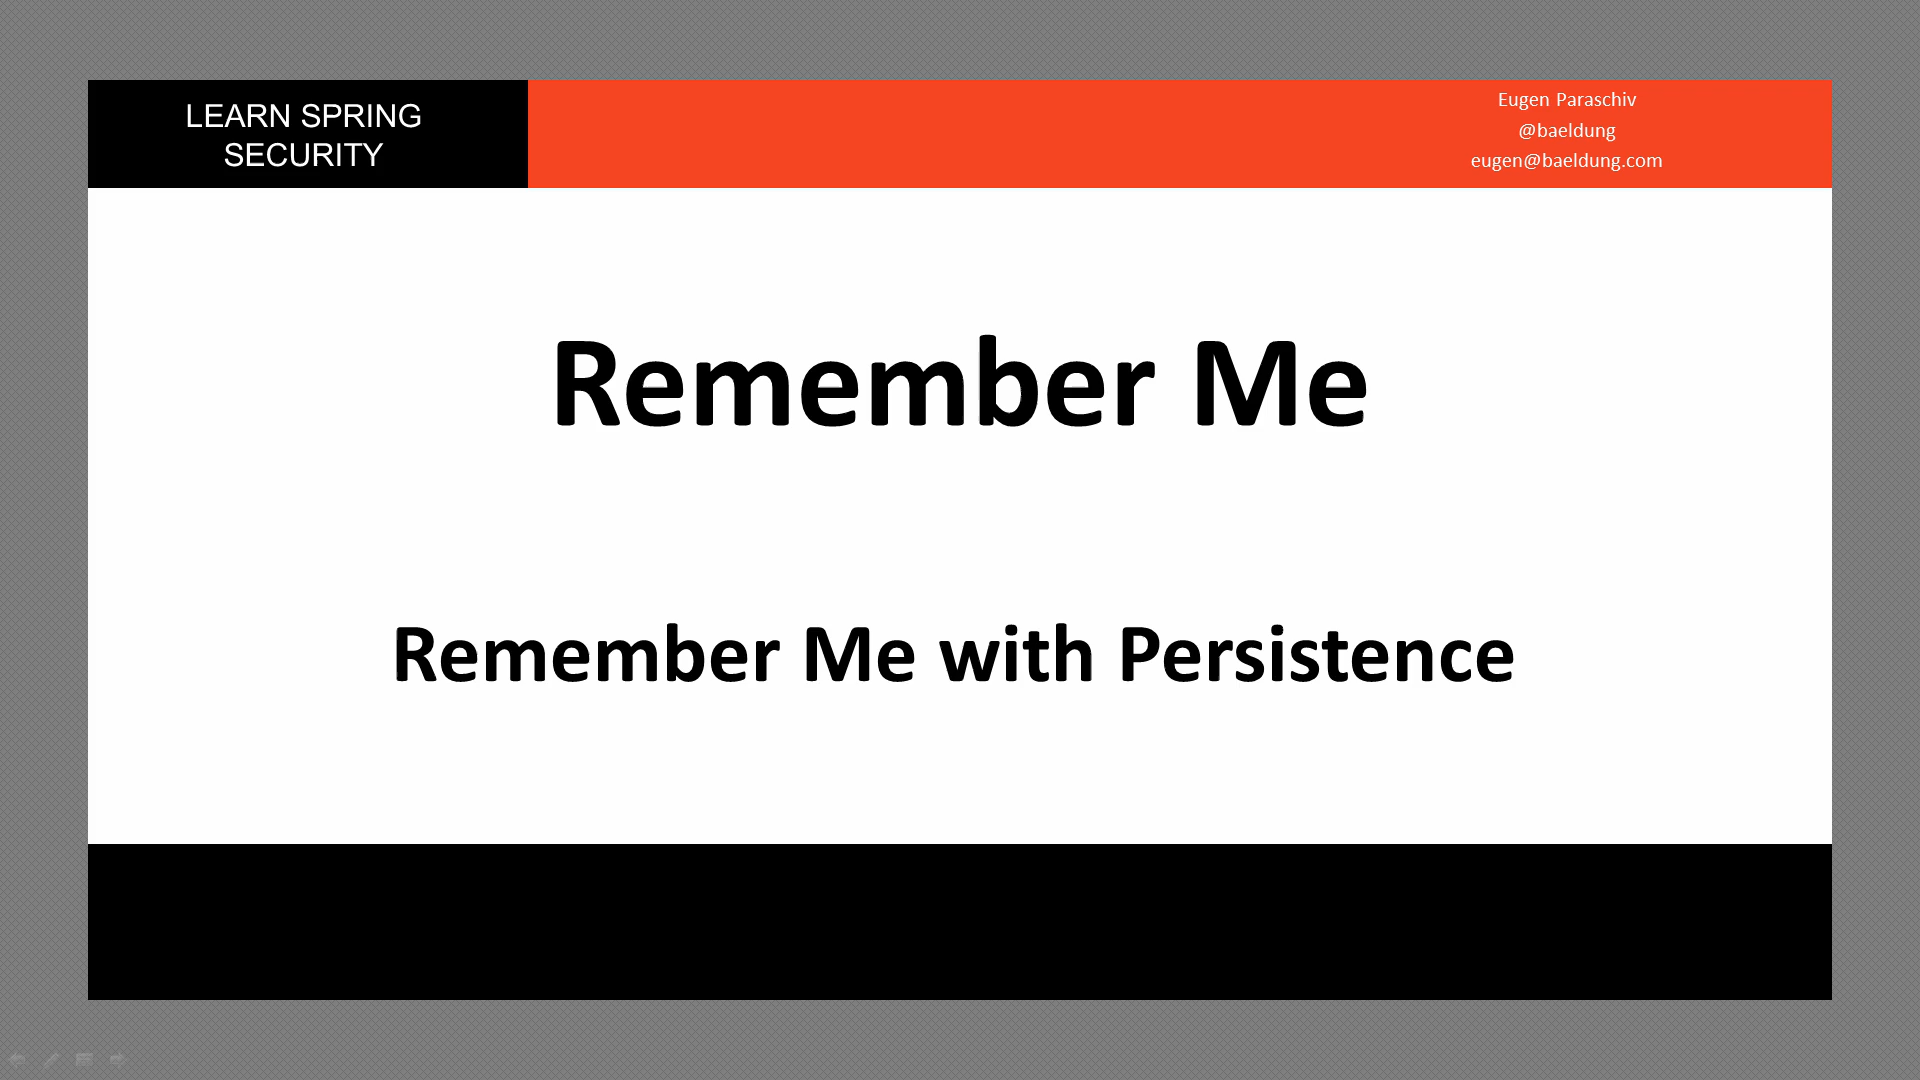 LEARN SPRING
SECURITY
Eugen Paraschiv
@baeldung
eugen@baeldung.com
Remember Me
Remember Me with Persistence